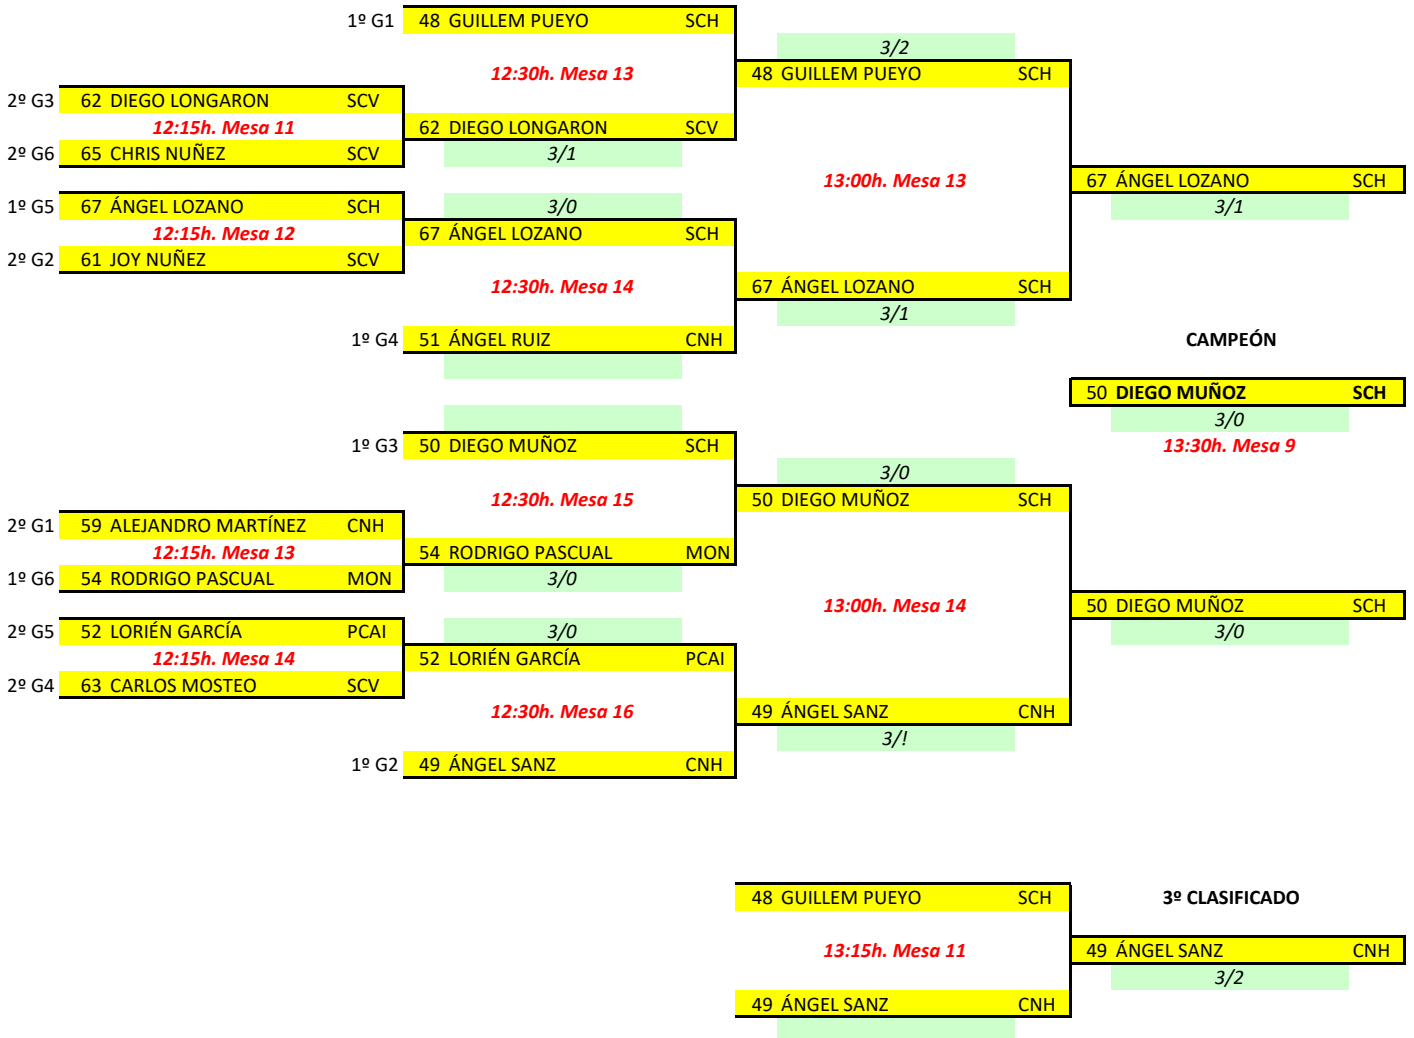 1º G1 48 GUILLEM PUEYO SCH
3/2
12:30h. Mesa 13 48 GUILLEM PUEYO SCH
2º G3 62 DIEGO LONGARON SCV
12:15h. Mesa 11 62 DIEGO LONGARON SCV
2º G6 65 CHRIS NUÑEZ SCV 3/1
13:00h. Mesa 13 67 ÁNGEL LOZANO SCH
1º G5 67 ÁNGEL LOZANO SCH 3/0 3/1
12:15h. Mesa 12 67 ÁNGEL LOZANO SCH
2º G2 61 JOY NUÑEZ SCV
12:30h. Mesa 14 67 ÁNGEL LOZANO SCH
3/1
1º G4 51 ÁNGEL RUIZ CNH CAMPEÓN
50 DIEGO MUÑOZ SCH
3/0
1º G3 50 DIEGO MUÑOZ SCH 13:30h. Mesa 9
3/0
12:30h. Mesa 15 50 DIEGO MUÑOZ SCH
2º G1 59 ALEJANDRO MARTÍNEZ CNH
12:15h. Mesa 13 54 RODRIGO PASCUAL MON
1º G6 54 RODRIGO PASCUAL MON 3/0
13:00h. Mesa 14 50 DIEGO MUÑOZ SCH
2º G5 52 LORIÉN GARCÍA PCAI 3/0 3/0
12:15h. Mesa 14 52 LORIÉN GARCÍA PCAI
2º G4 63 CARLOS MOSTEO SCV
12:30h. Mesa 16 49 ÁNGEL SANZ CNH
3/!
1º G2 49 ÁNGEL SANZ CNH
48 GUILLEM PUEYO SCH 3º CLASIFICADO
13:15h. Mesa 11 49 ÁNGEL SANZ CNH
3/2
49 ÁNGEL SANZ CNH